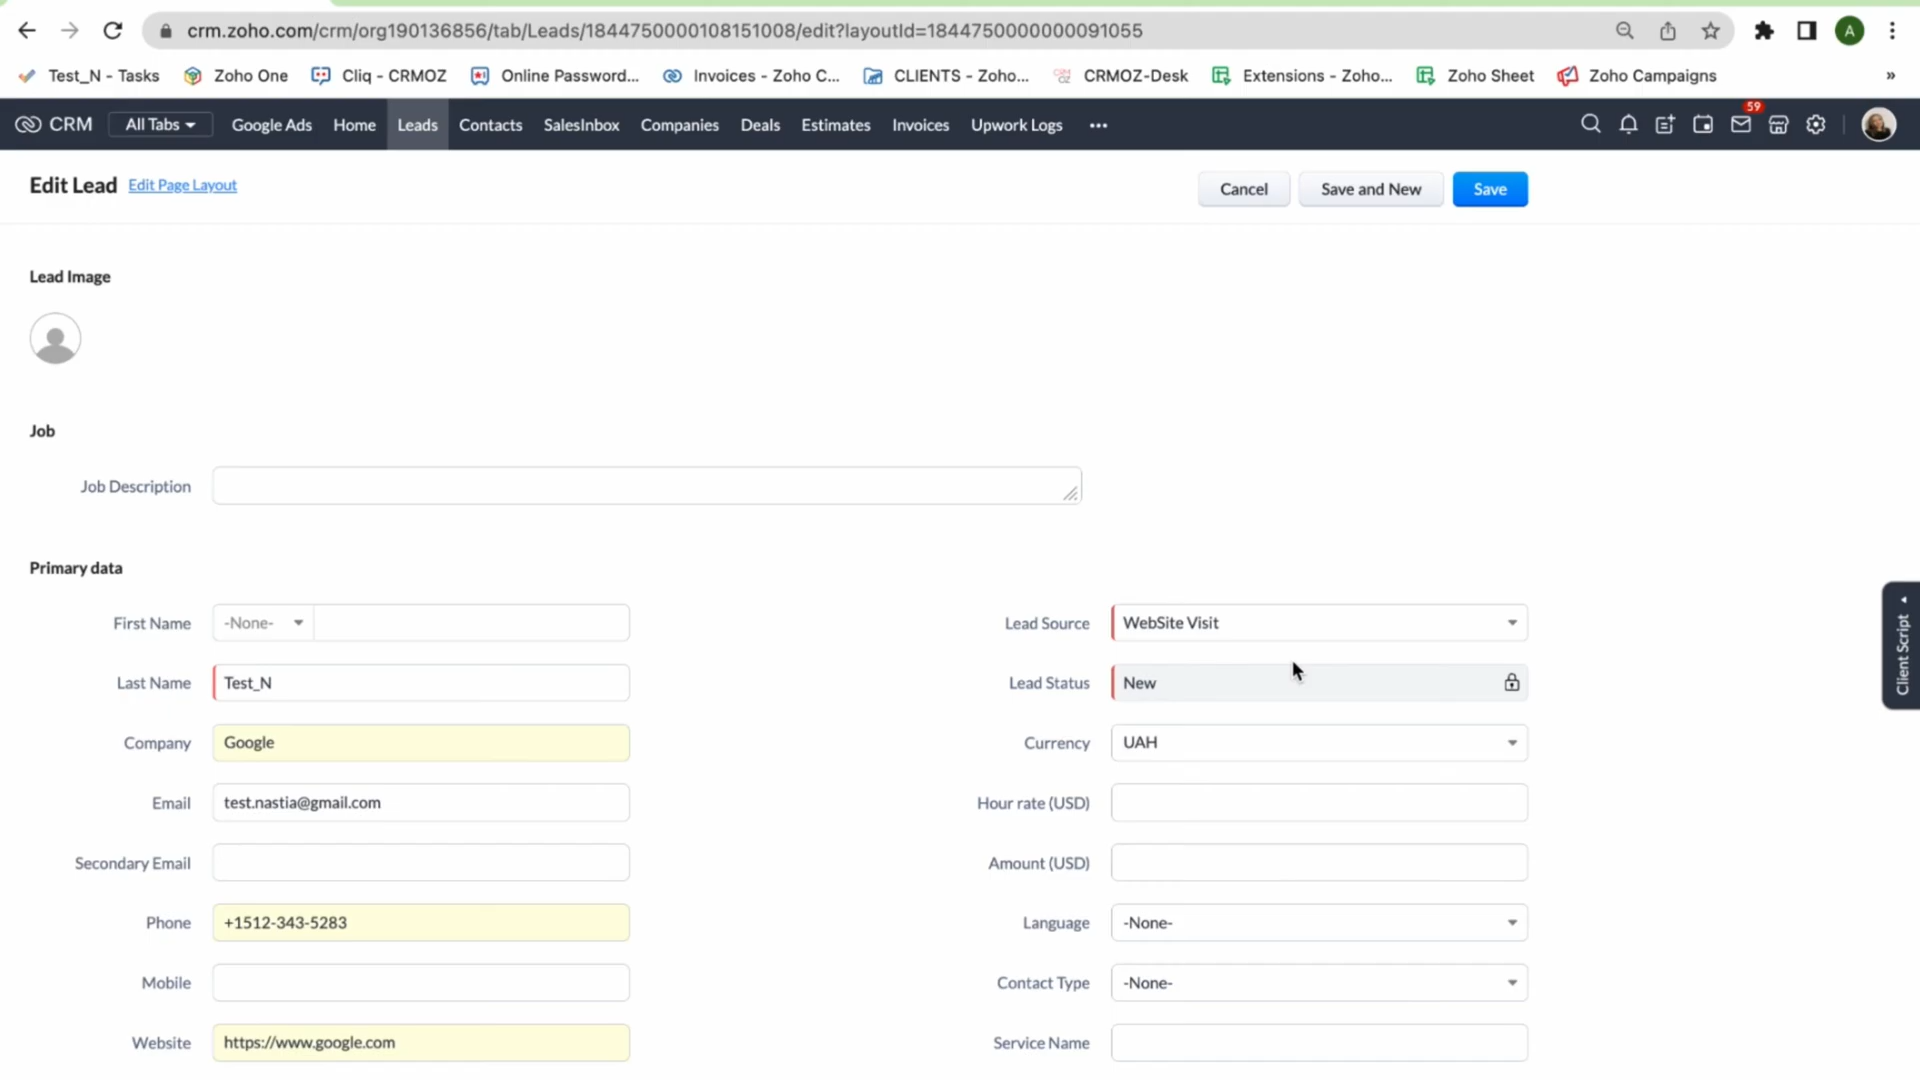 crm.zoho.com/crm/org190136856/tab/Leads/1844750000108151008/edit?layoutId=1844750000000091055
A
Test_N - Tasks Zoho One Cliq - CRMOZ Online Password... Invoices - Zoho C... CLIENTS - Zoho... CRMOZ-Desk Extensions - Zoho... Zoho Sheet Zoho Campaigns »
CRM All Tabs Google Ads Home Leads Contacts SalesInbox Companies Deals Estimates Invoices Upwork Logs ••• 59
Edit Lead Edit Page Layout Cancel Save and New Save
Lead Image
Job
Job Description
Primary data
First Name -None- Lead Source WebSite Visit
Last Name Test_N Lead Status New
Company Google Currency UAH
Email test.nastia@gmail.com Hour rate (USD)
Secondary Email Amount (USD)
Phone +1512-343-5283 Language -None-
Mobile Contact Type -None-
Website https://www.google.com Service Name
Client Script